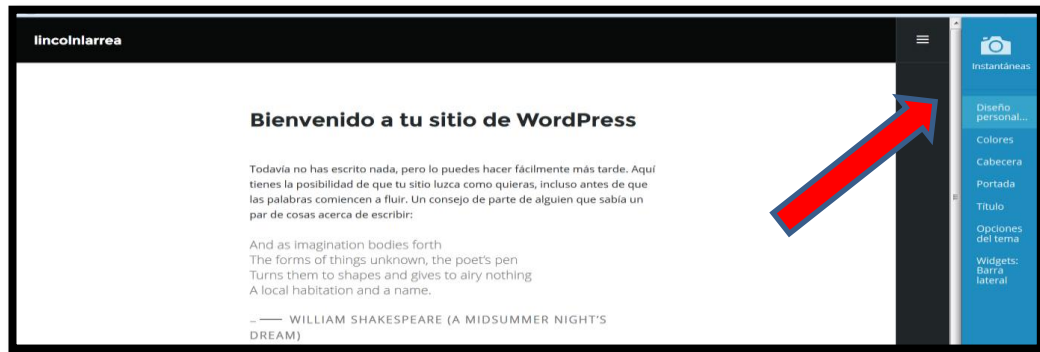 lincolnlarrea
Bienvenido a tu sitio de WordPress
Todavía no has escrito nada, pero lo puedes hacer fácilmente más tarde. Aquí
tienes la posibilidad de que tu sitio luzca como quieras, incluso antes de que
las palabras comiencen a fluir. Un consejo de parte de alguien que sabía un
par de cosas acerca de escribir:
And as imagination bodies forth
The forms of things unknown, the poet's pen
Turns them to shapes and gives to airy nothing
A local habitation and a name.
– —— WILLIAM SHAKESPEARE (A MIDSUMMER NIGHT'S
DREAM)
Instantáneas
Diseño
personal...
Colores
Cabecera
Portada
Título
Opciones
del tema
Widgets:
Barra
lateral